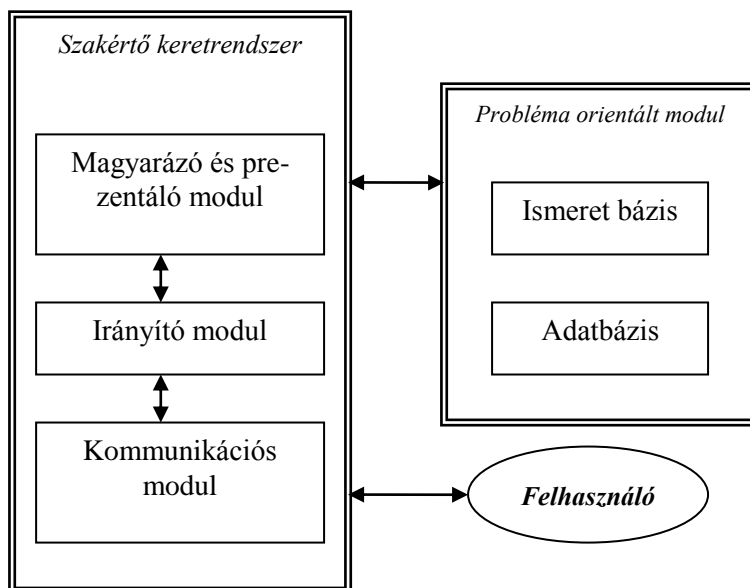 Szakértő keretrendszer
Magyarázó és pre-
zentáló modul
Irányító modul
Kommunikációs
modul
Probléma orientált modul
Ismeret bázis
Adatbázis
Felhasználó